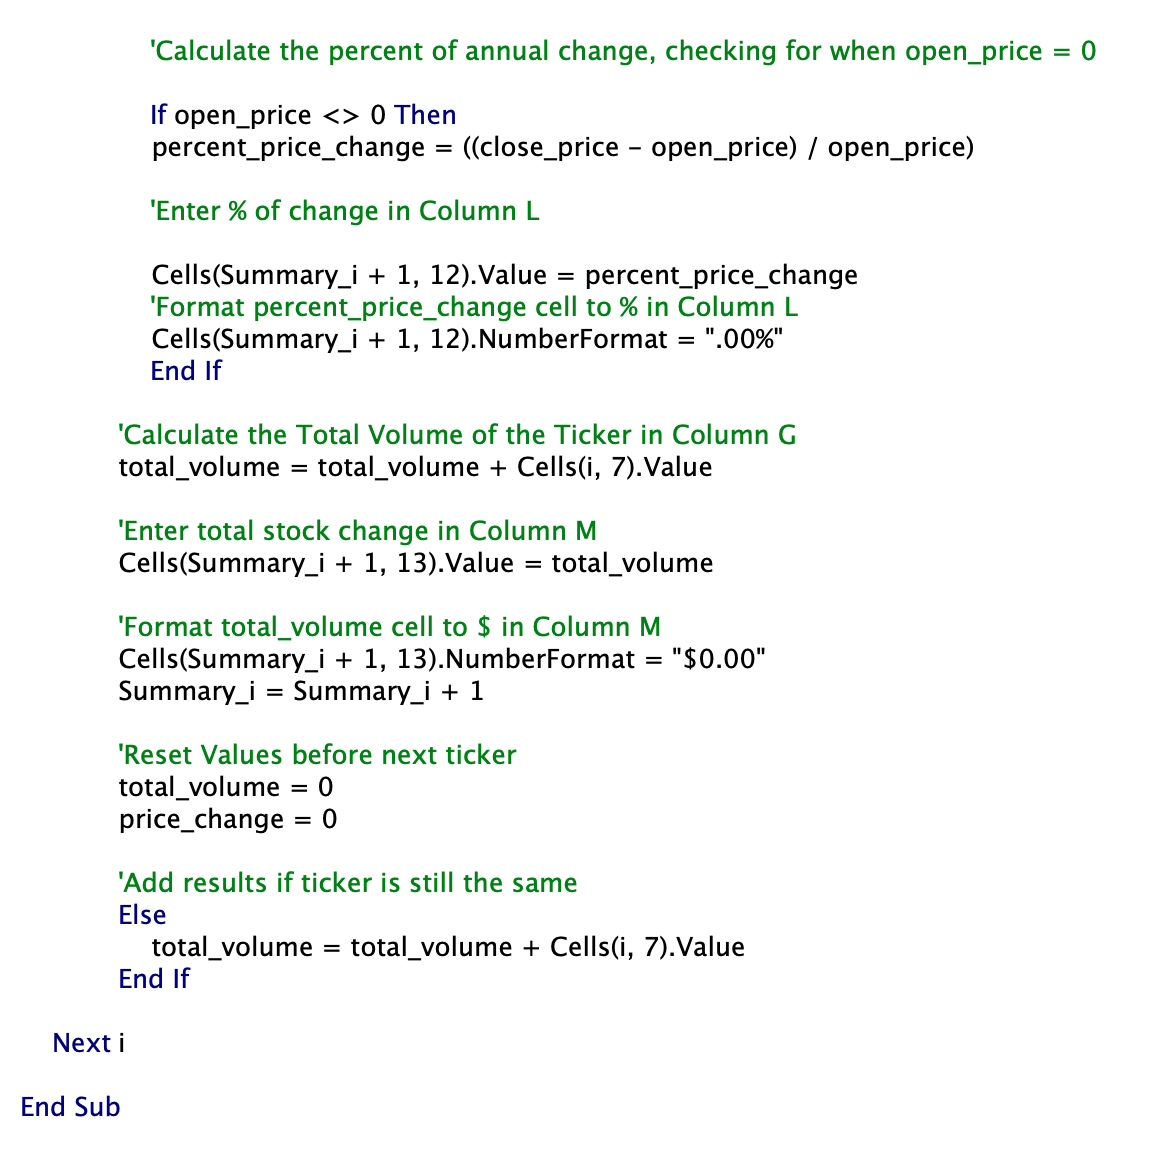 'Calculate the percent of annual change, checking for when open_price = 0
If open_price <> 0 Then
percent_price_change = ((close_price - open_price) / open_price)
'Enter % of change in Column L
Cells(Summary_i + 1, 12).Value = percent_price_change
'Format percent_price_change cell to % in Column L
Cells(Summary_i + 1, 12).NumberFormat = ".00%"
End If
'Calculate the Total Volume of the Ticker in Column G
total_volume = total_volume + Cells(i, 7).Value
'Enter total stock change in Column M
Cells(Summary_i + 1, 13).Value = total_volume
'Format total_volume cell to $ in Column M
Cells(Summary_i + 1, 13).NumberFormat = "$0.00"
Summary_i = Summary_i + 1
'Reset Values before next ticker
total_volume = 0
price_change = 0
'Add results if ticker is still the same
Else
total_volume = total_volume + Cells(i, 7).Value
End If
Next i
End Sub